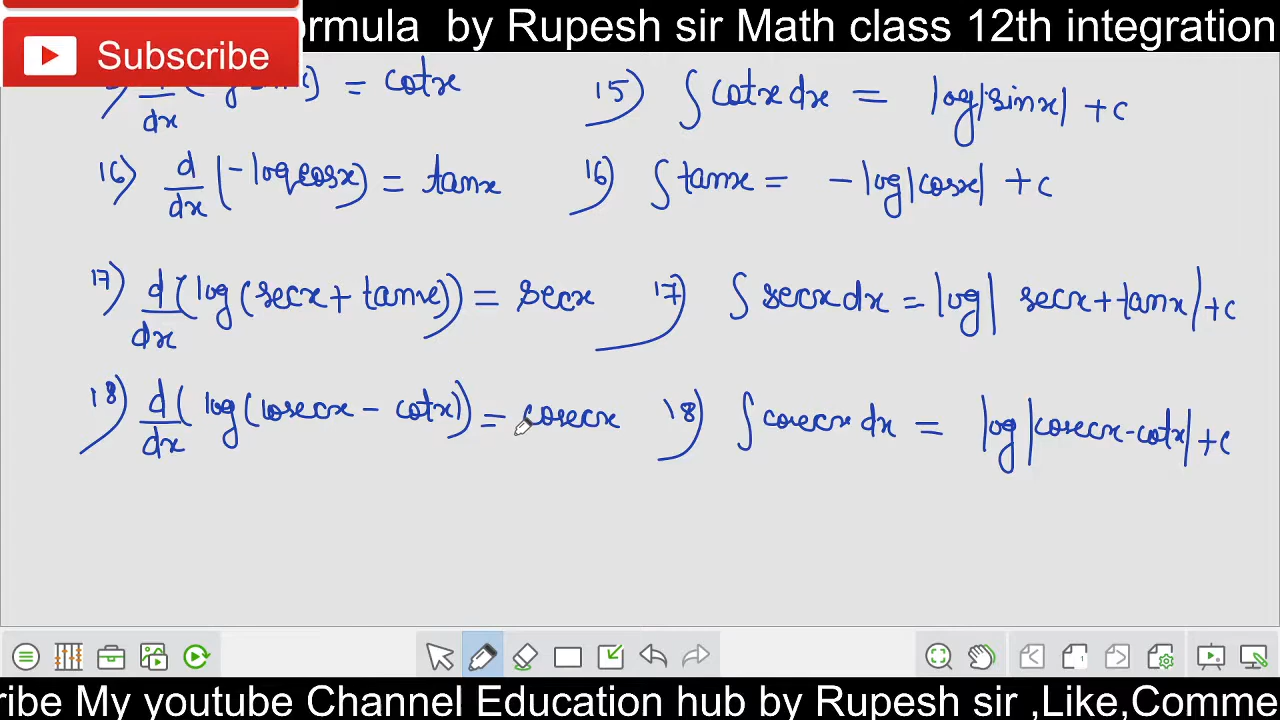 ormula by Rupesh sir Math class 12th integration
Subscribe
= cotx
dx
15) ∫ cotx dx = log|sinx| + c
16) d/dx (-log cosx) = tanx
16) ∫ tanx = -log|cosx| + c
17) d/dx (log(secx + tanx)) = secx
17) ∫ secx dx = log| secx + tanx| + c
18) d/dx (log(cosecx - cotx)) = cosecx
18) ∫ cosecx dx = log|cosecx - cotx| + c
ribe My youtube Channel Education hub by Rupesh sir ,Like,Comme